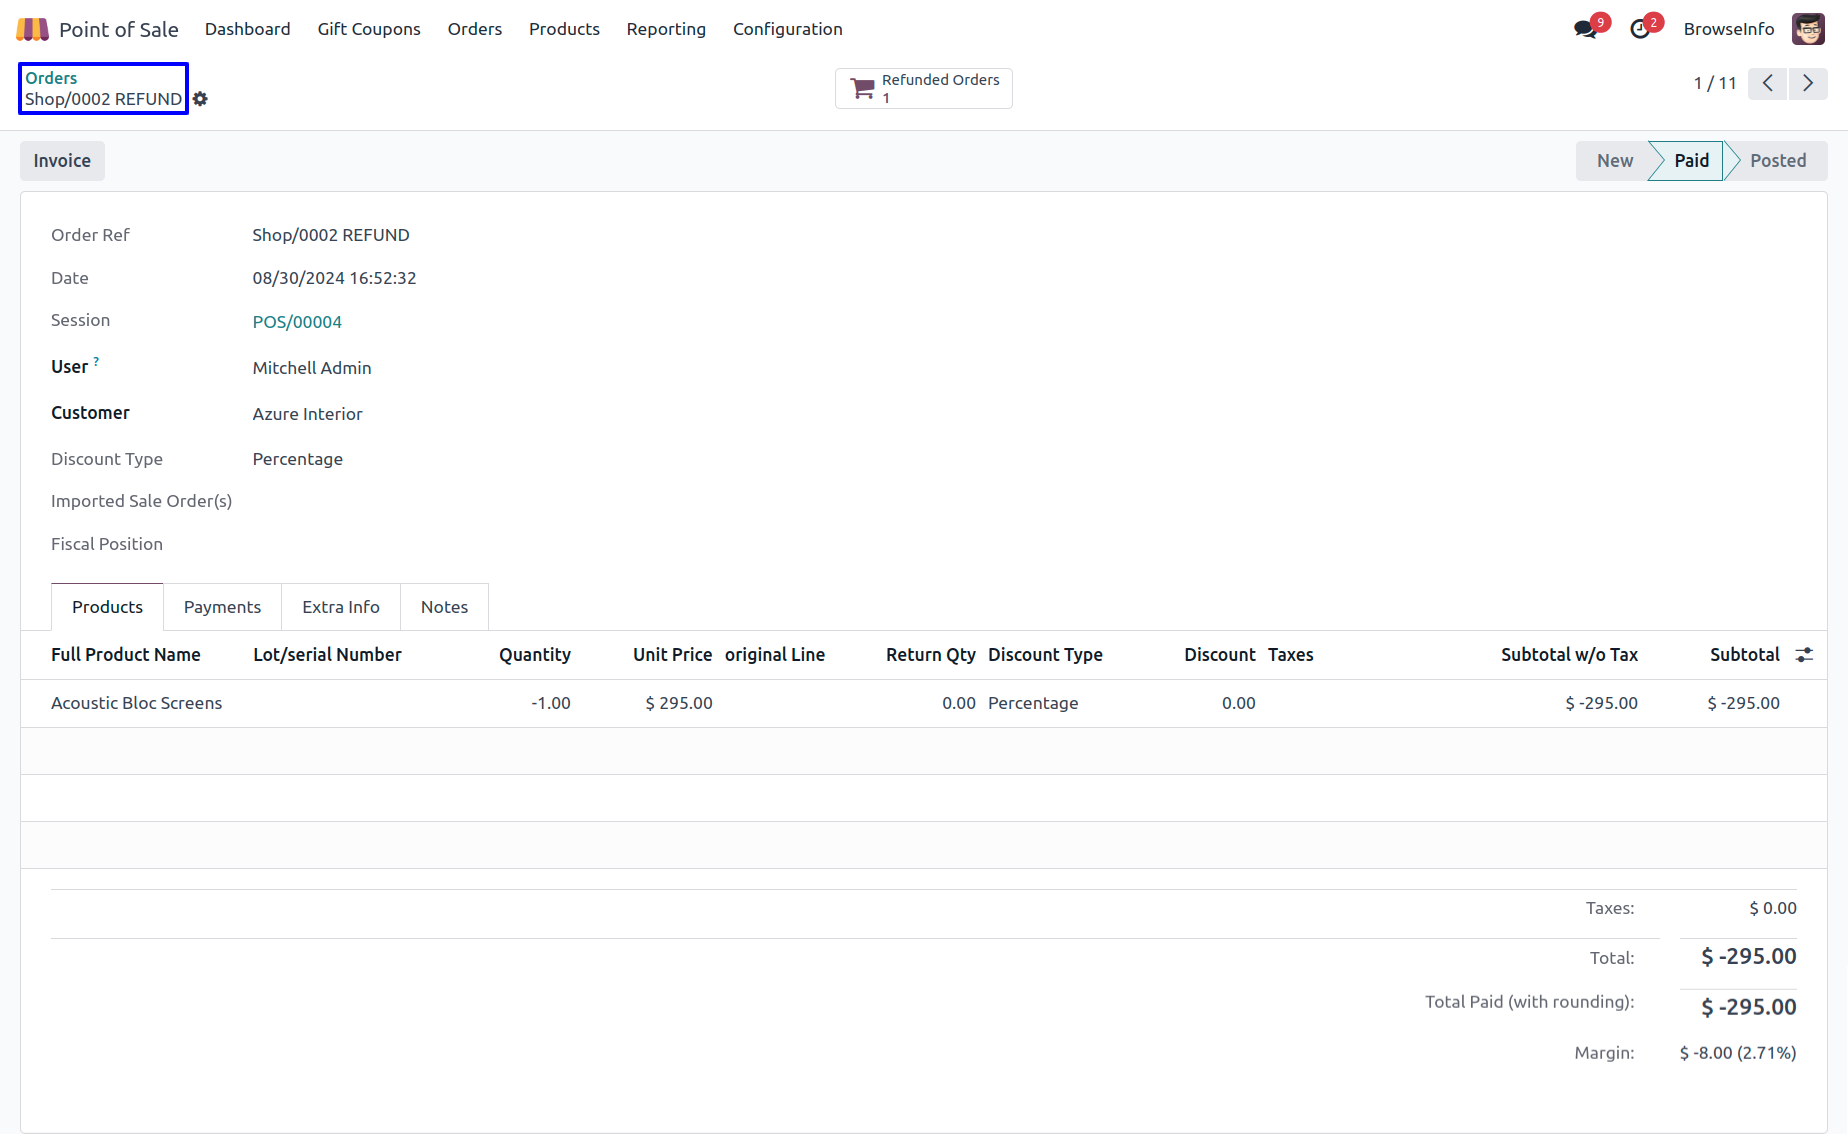 Point of Sale Dashboard Gift Coupons Orders Products Reporting Configuration 9 2 BrowseInfo
Orders
Shop/0002 REFUND
Refunded Orders
1
1 / 11
Invoice
New Paid Posted
Order Ref Shop/0002 REFUND
Date 08/30/2024 16:52:32
Session POS/00004
User ? Mitchell Admin
Customer Azure Interior
Discount Type Percentage
Imported Sale Order(s)
Fiscal Position
Products Payments Extra Info Notes
Full Product Name Lot/serial Number Quantity Unit Price original Line Return Qty Discount Type Discount Taxes Subtotal w/o Tax Subtotal
Acoustic Bloc Screens -1.00 $ 295.00 0.00 Percentage 0.00 $ -295.00 $ -295.00
Taxes: $ 0.00
Total: $ -295.00
Total Paid (with rounding): $ -295.00
Margin: $ -8.00 (2.71%)